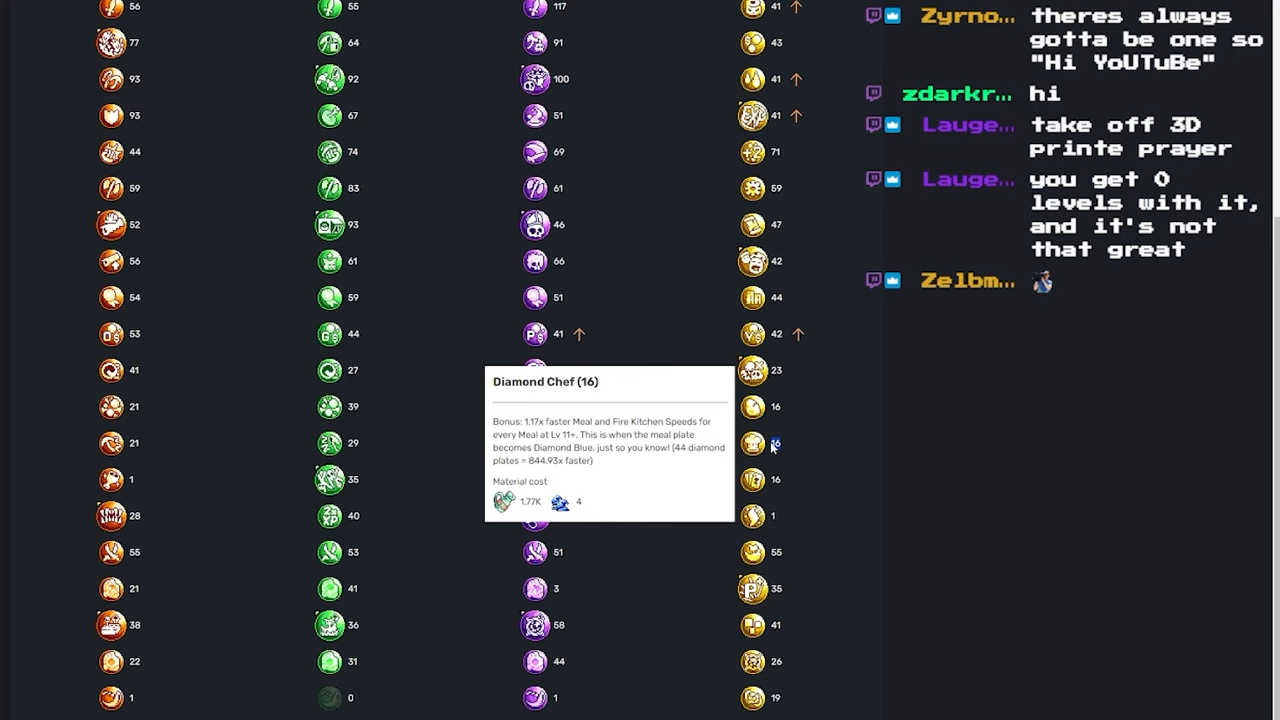 56 55 117 41
77 64 91 43
93 92 100 41
93 67 51 41
44 74 69 71
59 61 59
52 93 46 47
56 66 42
54 59 51 44
53 44 41 42
41 27 23
21 39 16
21 29
1 35 16
28 40 1
55 53 51 55
21 41 3 35
38 36 58 41
22 31 44 26
1 0 1 19
Diamond Chef (16)
Bonus: 1.17x faster Meal and Fire Kitchen Speeds for
every Meal at Lv 11+. This is when the meal plate
becomes Diamond Blue, just so you know! (44 diamond
plates = 844.93x faster)
Material cost
1.77K 4
Zyrno... theres always
gotta be one so
"Hi YoUTuBe"
zdarkr... hi
Lauge... take off 3D
printe prayer
Lauge... you get 0
levels with it,
and it's not
that great
Zelbm...